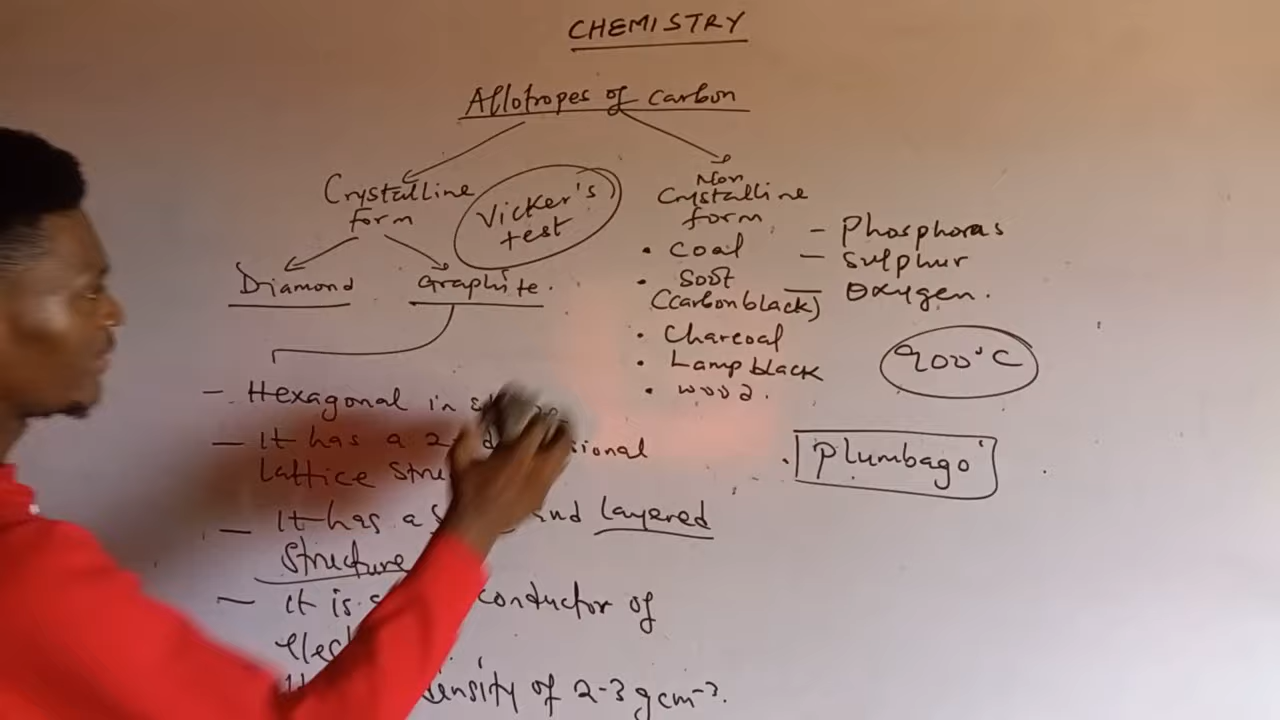 CHEMISTRY
Allotropes of carbon
Crystalline
form
Vicker's
test
Non
Crystalline
form
Diamond
Graphite.
• Coal
• Soot
(Carbon black)
• Charcoal
• Lamp black
• Wood.
- Phosphoras
- Sulphur
- Oxygen.
900°C
Plumbago
- Hexagonal in
- It has a 2
lattice
- It has a and layered
structure
- It is conductor of
density of 2-3 gcm⁻³.